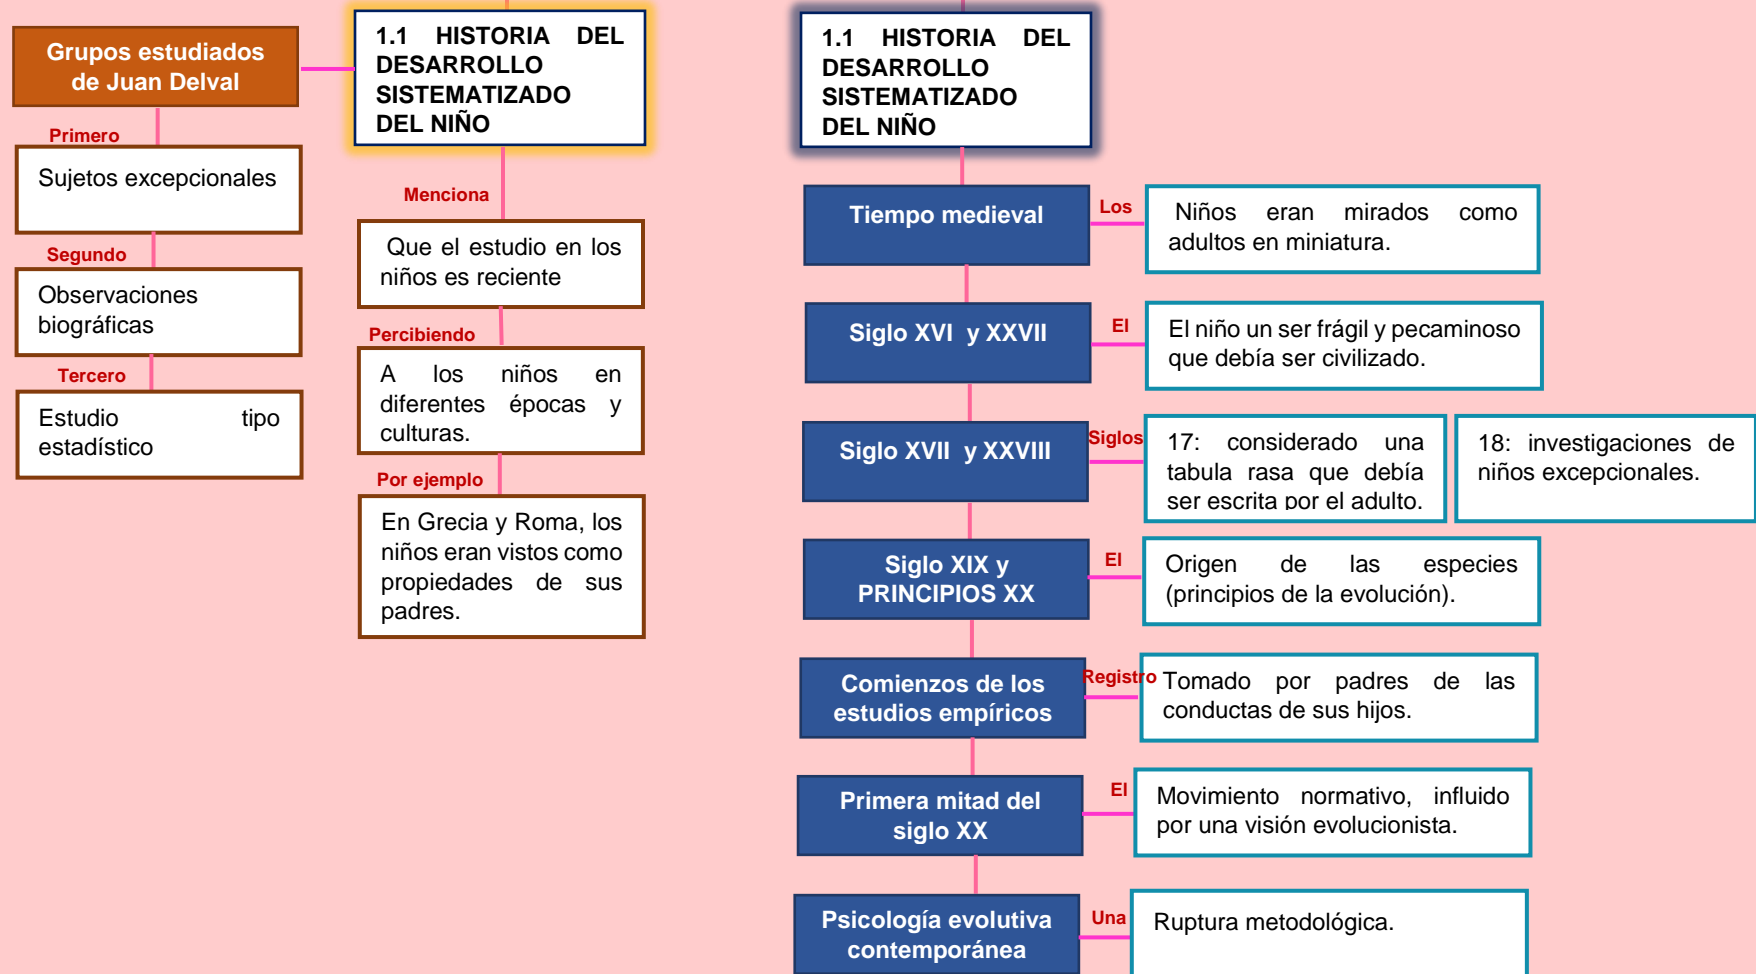 Grupos estudiados
de Juan Delval
Primero
Sujetos excepcionales
Segundo
Observaciones
biográficas
Tercero
Estudio tipo
estadístico
1.1 HISTORIA DEL
DESARROLLO
SISTEMATIZADO
DEL NIÑO
Menciona
Que el estudio en los
niños es reciente
Percibiendo
A los niños en
diferentes épocas y
culturas.
Por ejemplo
En Grecia y Roma, los
niños eran vistos como
propiedades de sus
padres.
1.1 HISTORIA DEL
DESARROLLO
SISTEMATIZADO
DEL NIÑO
Tiempo medieval
Los
Niños eran mirados como
adultos en miniatura.
Siglo XVI y XXVII
El
El niño un ser frágil y pecaminoso
que debía ser civilizado.
Siglo XVII y XXVIII
Siglos
17: considerado una
tabula rasa que debía
ser escrita por el adulto.
18: investigaciones de
niños excepcionales.
Siglo XIX y
PRINCIPIOS XX
El
Origen de las especies
(principios de la evolución).
Comienzos de los
estudios empíricos
Registro
Tomado por padres de las
conductas de sus hijos.
Primera mitad del
siglo XX
El
Movimiento normativo, influido
por una visión evolucionista.
Psicología evolutiva
contemporánea
Una
Ruptura metodológica.